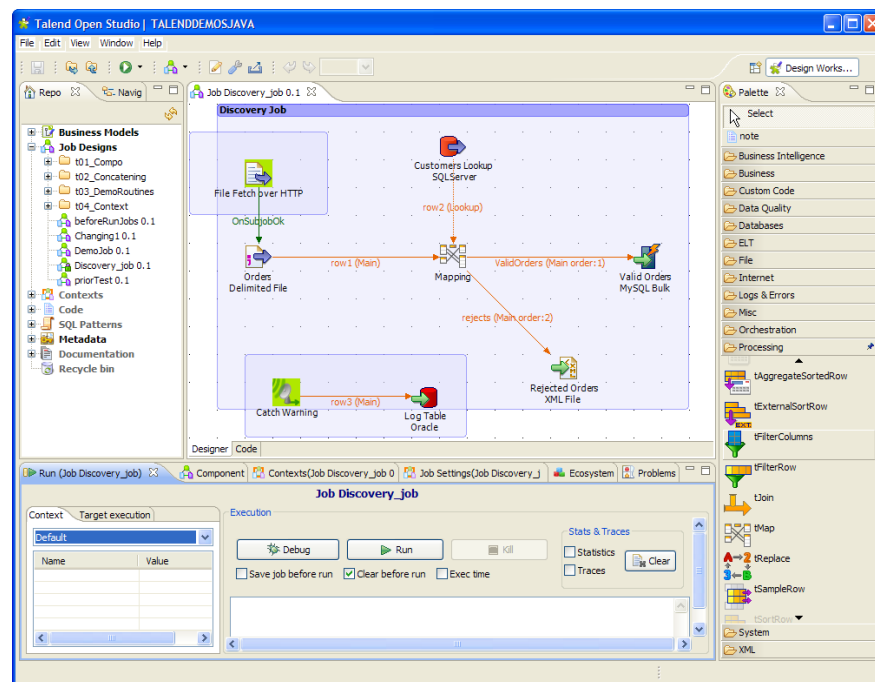 Talend Open Studio | TALENDDEMOSJAVA
File Edit View Window Help
Design Works...
Repo Navig
Business Models
Job Designs
t01_Compo
t02_Concatening
t03_DemoRoutines
t04_Context
beforeRunJobs 0.1
Changing1 0.1
DemoJob 0.1
Discovery_job 0.1
priorTest 0.1
Contexts
Code
SQL Patterns
Metadata
Documentation
Recycle bin
Job Discovery_job 0.1
Discovery Job
File Fetch over HTTP
Customers Lookup
SQLServer
row2 (Lookup)
OnSubjobOk
row1 (Main)
ValidOrders (Main order:1)
Orders
Delimited File
Mapping
Valid Orders
MySQL Bulk
rejects (Main order:2)
Rejected Orders
XML File
Catch Warning
row3 (Main)
Log Table
Oracle
Designer Code
Palette
Select
note
Business Intelligence
Business
Custom Code
Data Quality
Databases
ELT
File
Internet
Logs & Errors
Misc
Orchestration
Processing
tAggregateSortedRow
tExternalSortRow
EXT
tFilterColumns
tFilterRow
tJoin
tMap
A 2
3 B
tReplace
tSampleRow
tSortRow
System
XML
Run (Job Discovery_job) Component Contexts(Job Discovery_job 0 Job Settings(Job Discovery_j Ecosystem Problems
Job Discovery_job
Context Target execution
Default
Name Value
Execution
Debug Run Kill
Save job before run Clear before run Exec time
Stats & Traces
Statistics
Traces
Clear